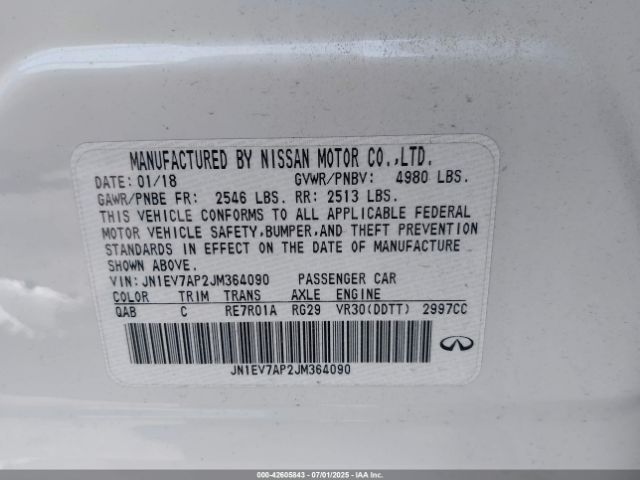 MANUFACTURED BY NISSAN MOTOR CO.,LTD.
DATE: 01/18 GVWR/PNBV: 4980 LBS.
GAWR/PNBE FR: 2546 LBS. RR: 2513 LBS.
THIS VEHICLE CONFORMS TO ALL APPLICABLE FEDERAL
MOTOR VEHICLE SAFETY,BUMPER,AND THEFT PREVENTION
STANDARDS IN EFFECT ON THE DATE OF MANUFACTURE
SHOWN ABOVE.
VIN: JN1EV7AP2JM364090 PASSENGER CAR
COLOR TRIM TRANS AXLE ENGINE
QAB C RE7R01A RG29 VR30(DDTT) 2997CC
JN1EV7AP2JM364090
000-42605843 - 07/01/2025 - IAAI.COM